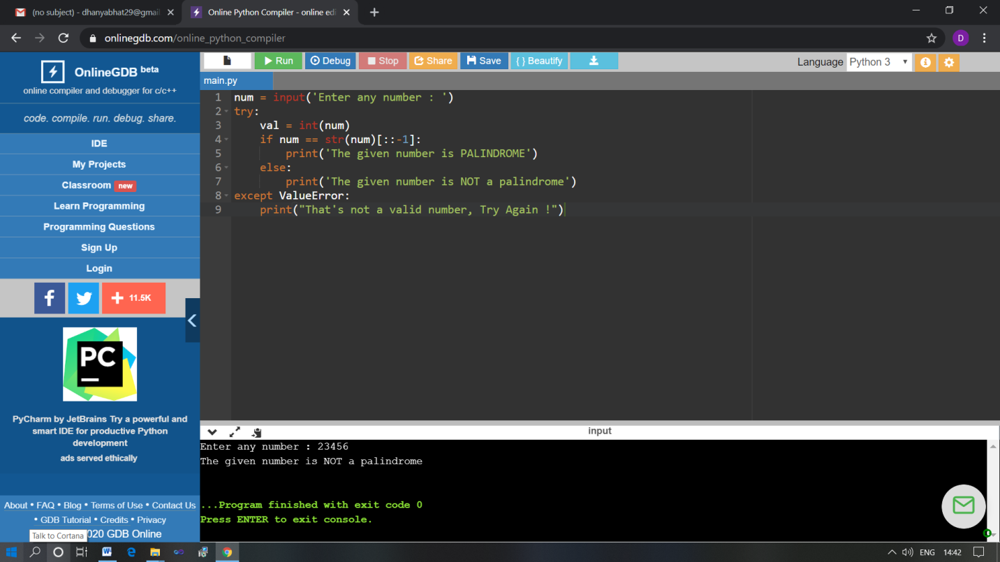 (no subject) - dhanyabhat29@gmail
Online Python Compiler - online edi
onlinegdb.com/online_python_compiler
D
OnlineGDB beta
online compiler and debugger for c/c++
code. compile. run. debug. share.
IDE
My Projects
Classroom new
Learn Programming
Programming Questions
Sign Up
Login
f
11.5K
PC
PyCharm by JetBrains Try a powerful and
smart IDE for productive Python
development
ads served ethically
About • FAQ • Blog • Terms of Use • Contact Us
• GDB Tutorial • Credits • Privacy
020 GDB Online
Talk to Cortana
Run Debug Stop Share Save { } Beautify
Language Python 3
main.py
1 num = input('Enter any number : ')
2 try:
3 val = int(num)
4 if num == str(num)[::-1]:
5 print('The given number is PALINDROME')
6 else:
7 print('The given number is NOT a palindrome')
8 except ValueError:
9 print("That's not a valid number, Try Again !")
input
Enter any number : 23456
The given number is NOT a palindrome
...Program finished with exit code 0
Press ENTER to exit console.
ENG 14:42